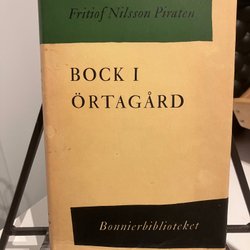 Fritiof Nilsson Piraten
BOCK I
ÖRTAGÅRD
Bonnierbiblioteket